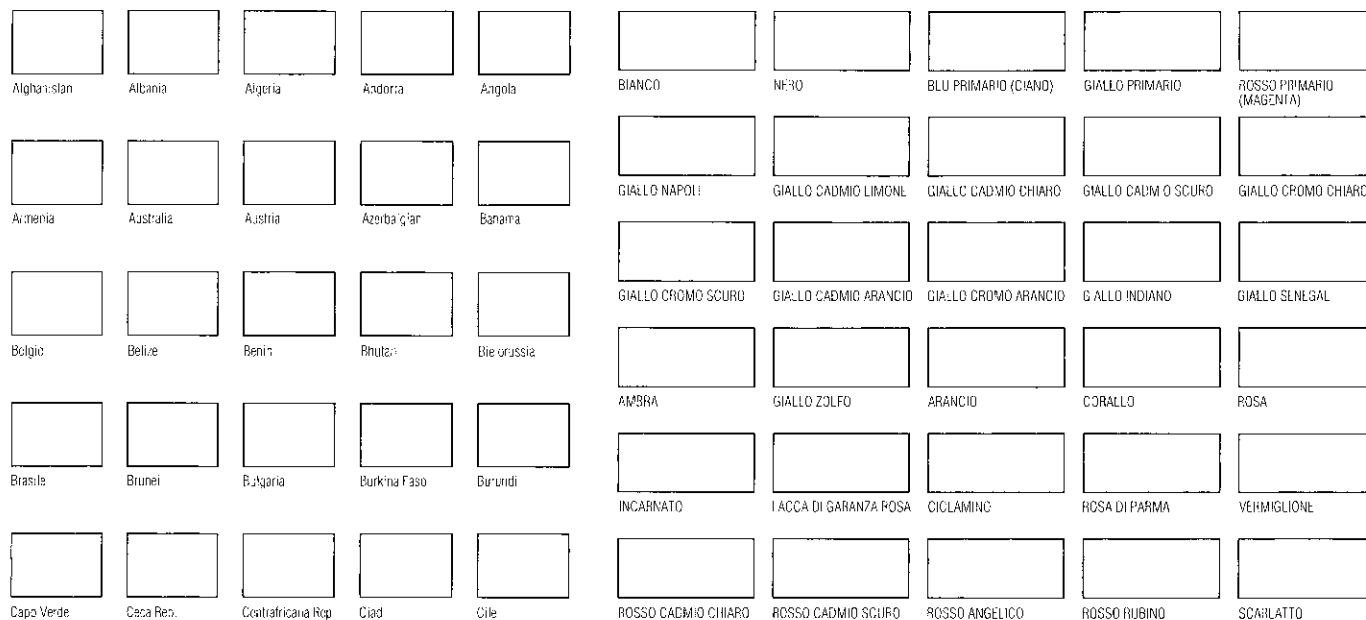 Afghanistan Albania Algeria Andorra Angola
Armenia Australia Austria Azerbaigian Banama
Belgio Belize Benin Bhutan Bielorussia
Brasile Brunei Bulgaria Burkina Faso Burundi
Capo Verde Ceca Rep. Centrafricana Rep Ciad Cile
BIANCO NERO BLU PRIMARIO (CIANO) GIALLO PRIMARIO ROSSO PRIMARIO
(MAGENTA)
GIALLO NAPOLI GIALLO CADMIO LIMONE GIALLO CADMIO CHIARO GIALLO CADMIO SCURO GIALLO CROMO CHIARO
GIALLO CROMO SCURO GIALLO CADMIO ARANCIO GIALLO CROMO ARANCIO GIALLO INDIANO GIALLO SENEGAL
AMBRA GIALLO ZOLFO ARANCIO CORALLO ROSA
INCARNATO LACCA DI GARANZA ROSA CICLAMINO ROSA DI PARMA VERMIGLIONE
ROSSO CADMIO CHIARO ROSSO CADMIO SCURO ROSSO ANGELICO ROSSO RUBINO SCARLATTO